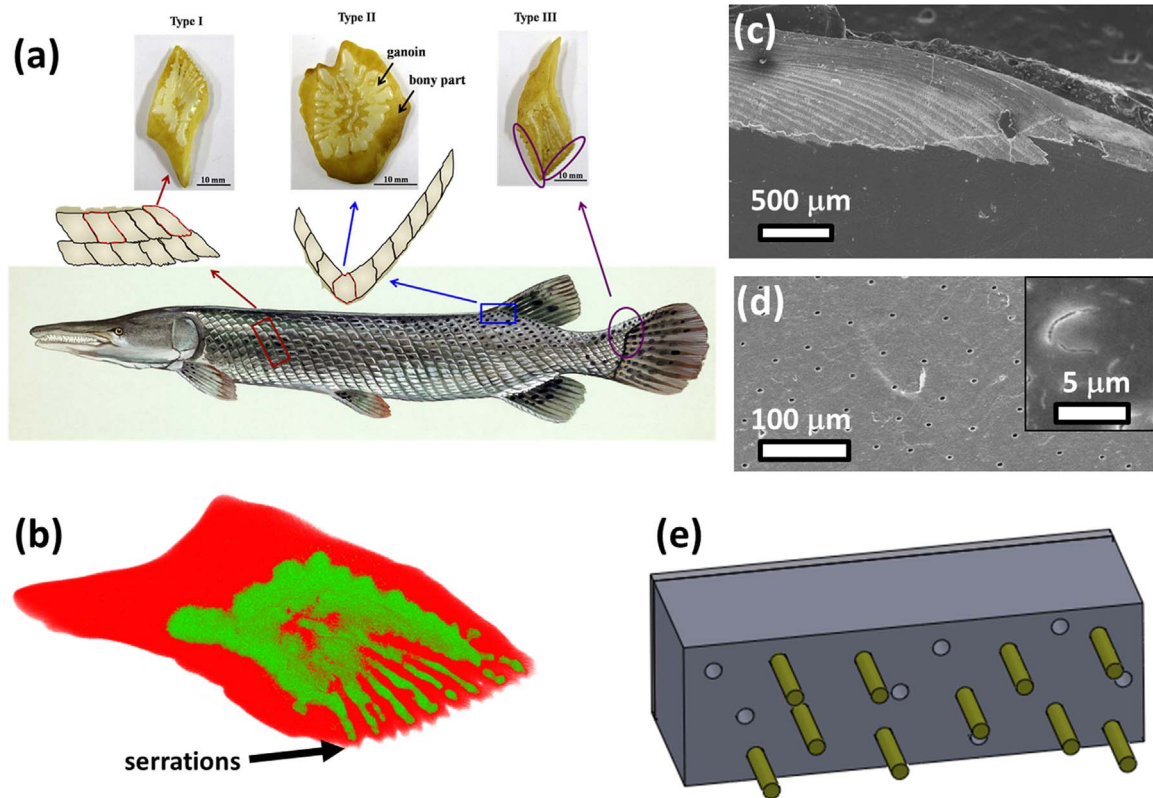 (a)
Type I
Type II
Type III
ganoin
bony part
10 mm
10 mm
10 mm
(b)
serrations
(c)
500 µm
(d)
100 µm
5 µm
(e)